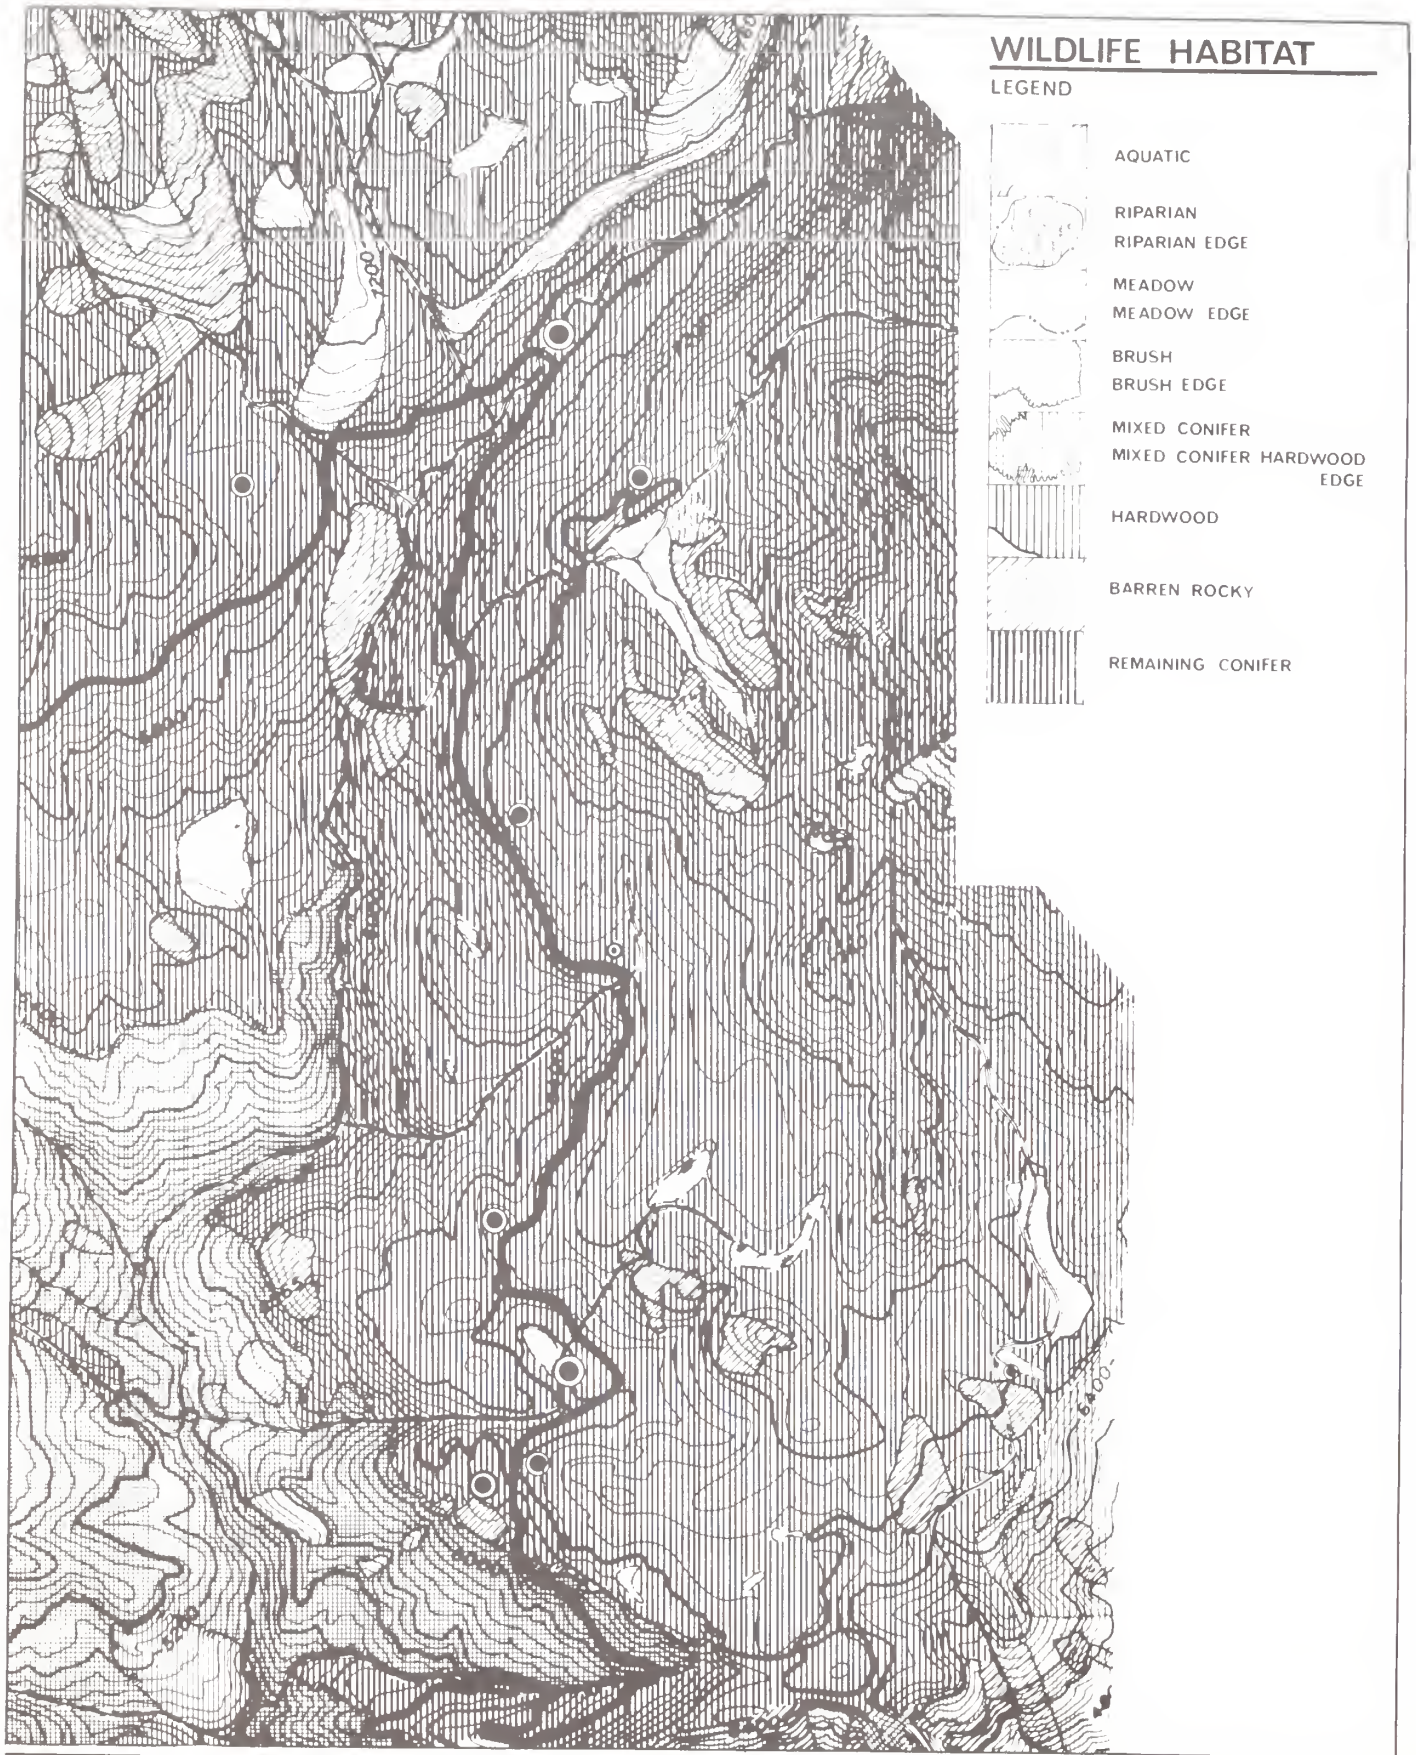 WILDLIFE HABITAT
LEGEND
AQUATIC
RIPARIAN
RIPARIAN EDGE
MEADOW
MEADOW EDGE
BRUSH
BRUSH EDGE
MIXED CONIFER
MIXED CONIFER HARDWOOD
EDGE
HARDWOOD
BARREN ROCKY
REMAINING CONIFER
6400